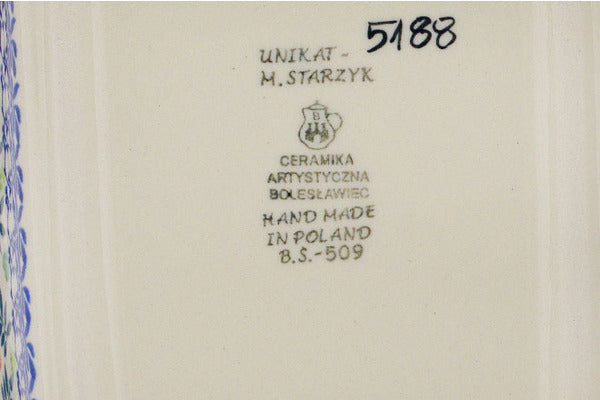 5188
UNIKAT -
M. STARZYK
B
CERAMIKA
ARTYSTYCZNA
BOLESŁAWIEC
HAND MADE
IN POLAND
B.Ś.-509